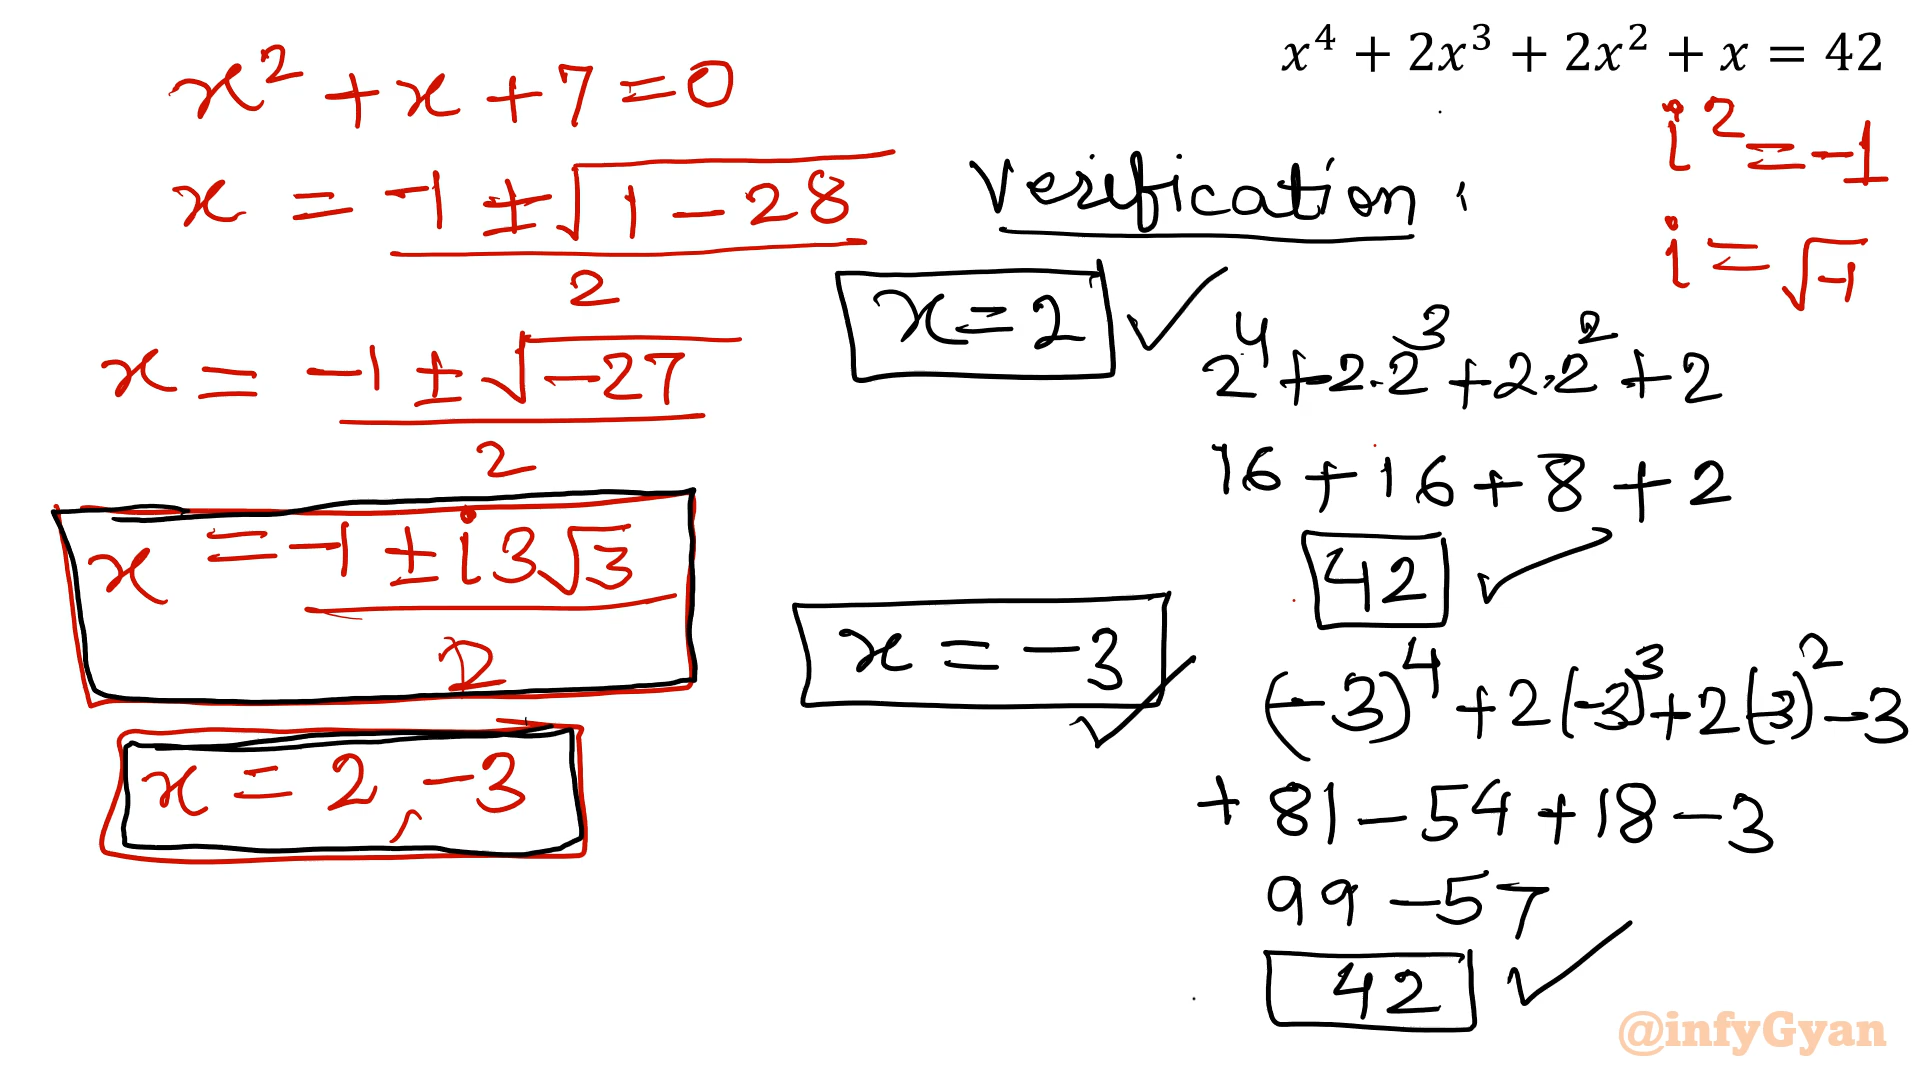 x⁴ + 2x³ + 2x² + x = 42
x² + x + 7 = 0
x = (-1 ± √(1 - 28)) / 2
x = (-1 ± √(-27)) / 2
x = (-1 ± i3√3) / 2
x = 2, -3
i² = -1
i = √-1
Verification :
x = 2 ✓
2⁴ + 2·2³ + 2·2² + 2
16 + 16 + 8 + 2
42 ✓
x = -3 ✓
(-3)⁴ + 2(-3)³ + 2(-3)² - 3
+ 81 - 54 + 18 - 3
99 - 57
42 ✓
@infyGyan